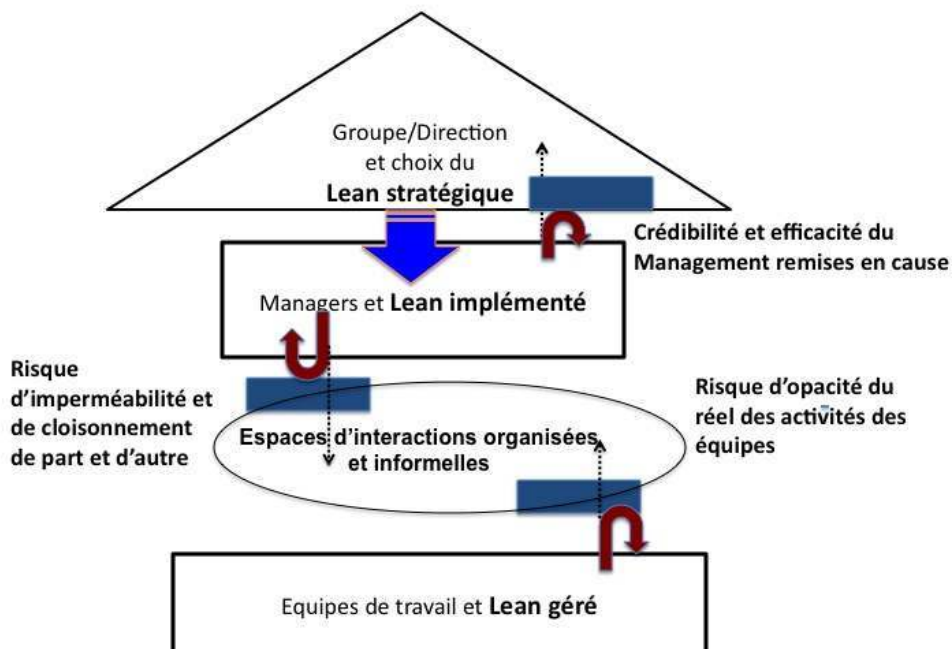 Groupe/Direction
et choix du
Lean stratégique
Crédibilité et efficacité du
Management remises en cause
Managers et Lean implémenté
Risque
d'imperméabilité et
de cloisonnement
de part et d'autre
Risque d'opacité du
réel des activités des
équipes
Espaces d'interactions organisées
et informelles
Equipes de travail et Lean géré